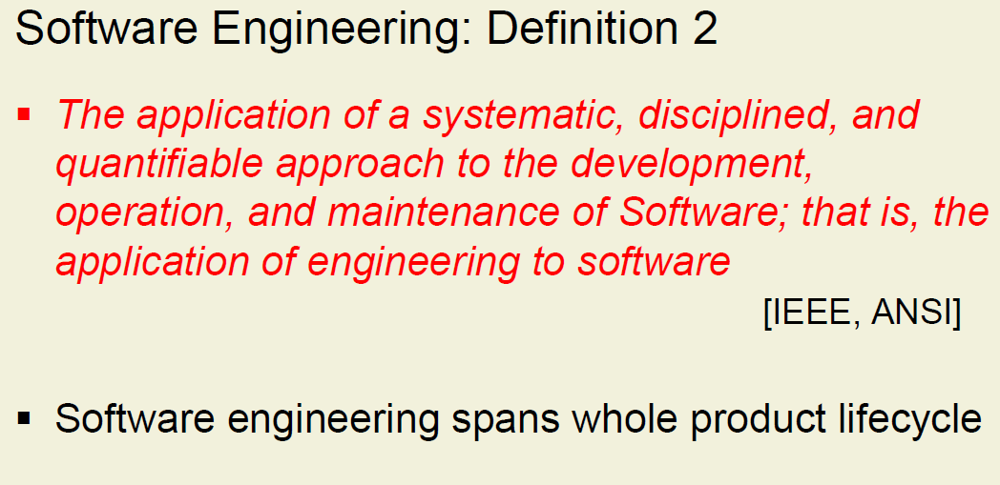 Software Engineering: Definition 2
▪ The application of a systematic, disciplined, and
quantifiable approach to the development,
operation, and maintenance of Software; that is, the
application of engineering to software
[IEEE, ANSI]
▪ Software engineering spans whole product lifecycle